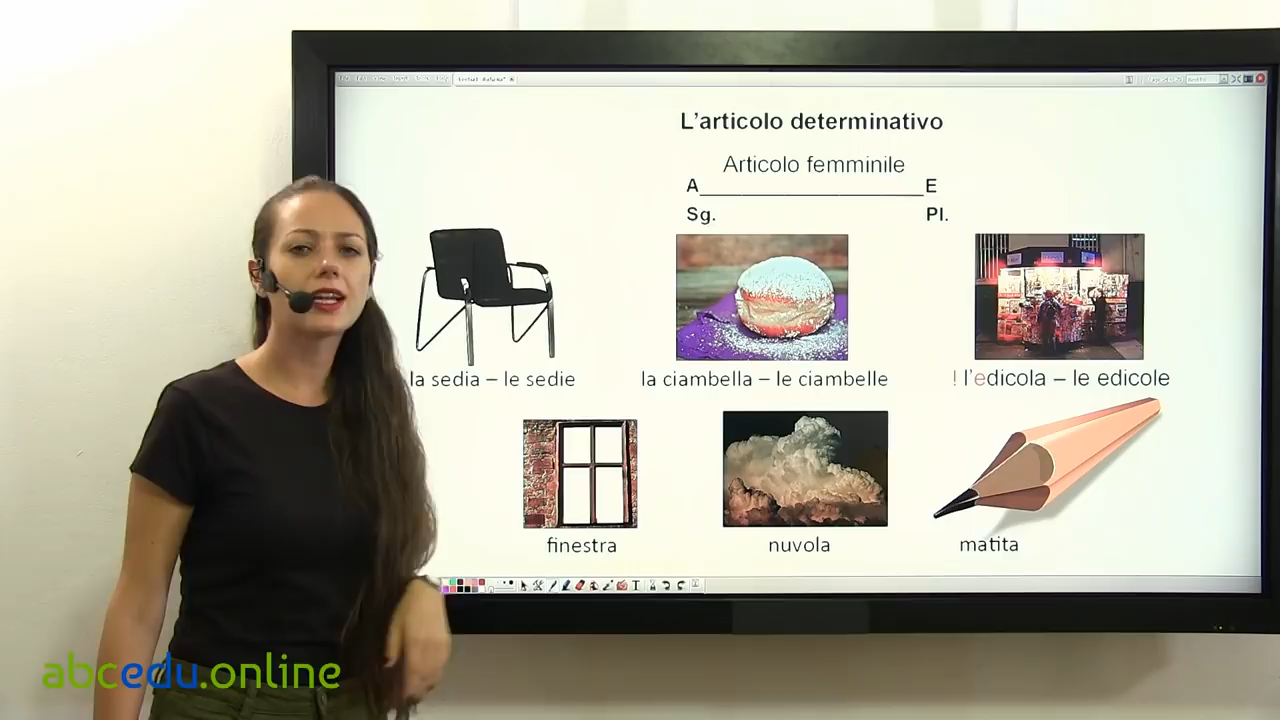 L'articolo determinativo
Articolo femminile
A____________________E
Sg. Pl.
la sedia – le sedie
la ciambella – le ciambelle
! l'edicola – le edicole
finestra
nuvola
matita
abcedu.online